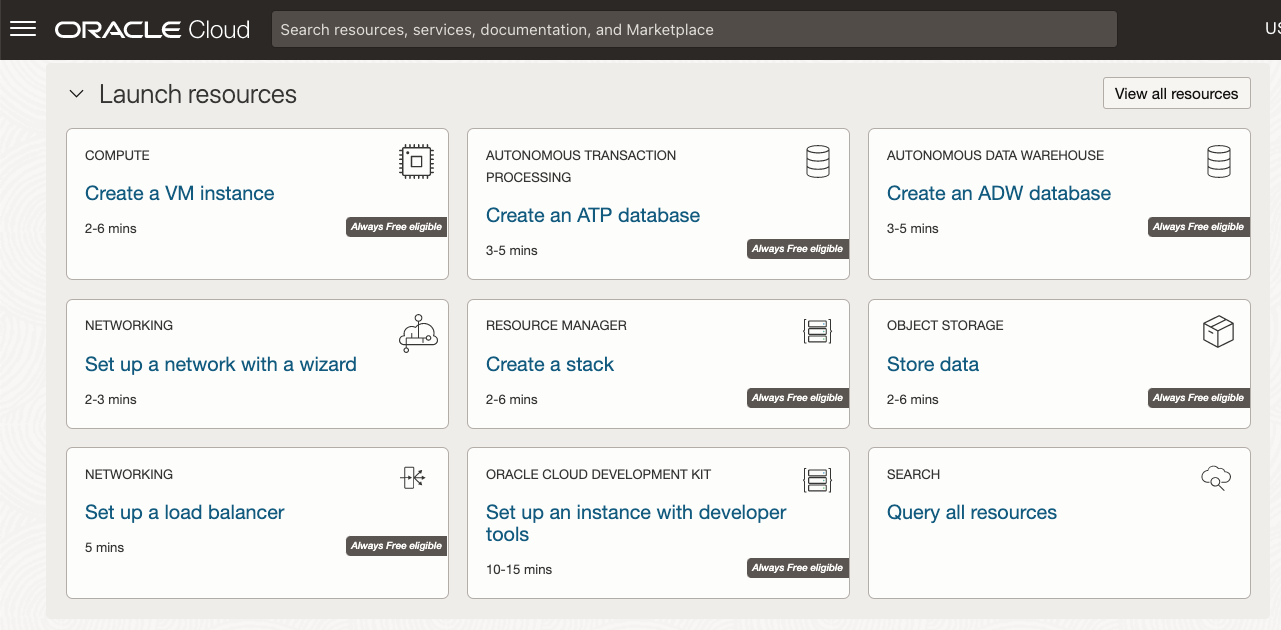 ORACLE Cloud
Search resources, services, documentation, and Marketplace
US
Launch resources
View all resources
COMPUTE
Create a VM instance
2-6 mins
Always Free eligible
AUTONOMOUS TRANSACTION
PROCESSING
Create an ATP database
3-5 mins
Always Free eligible
AUTONOMOUS DATA WAREHOUSE
Create an ADW database
3-5 mins
Always Free eligible
NETWORKING
Set up a network with a wizard
2-3 mins
RESOURCE MANAGER
Create a stack
2-6 mins
Always Free eligible
OBJECT STORAGE
Store data
2-6 mins
Always Free eligible
NETWORKING
Set up a load balancer
5 mins
Always Free eligible
ORACLE CLOUD DEVELOPMENT KIT
Set up an instance with developer
tools
10-15 mins
Always Free eligible
SEARCH
Query all resources